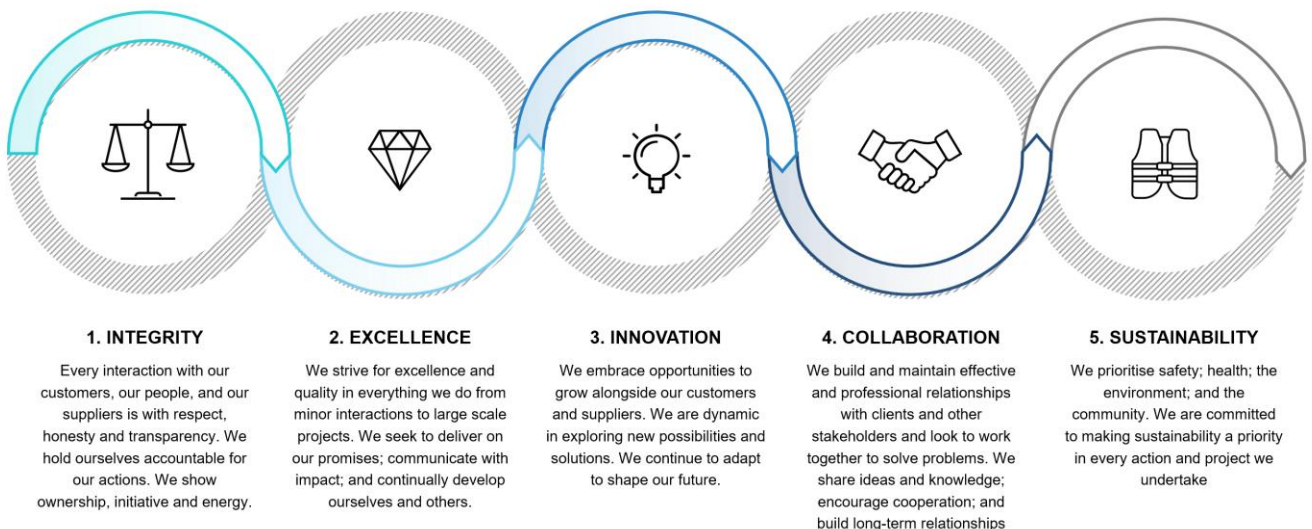 1. INTEGRITY
Every interaction with our
customers, our people, and our
suppliers is with respect,
honesty and transparency. We
hold ourselves accountable for
our actions. We show
ownership, initiative and energy.
2. EXCELLENCE
We strive for excellence and
quality in everything we do from
minor interactions to large scale
projects. We seek to deliver on
our promises; communicate with
impact; and continually develop
ourselves and others.
3. INNOVATION
We embrace opportunities to
grow alongside our customers
and suppliers. We are dynamic
in exploring new possibilities and
solutions. We continue to adapt
to shape our future.
4. COLLABORATION
We build and maintain effective
and professional relationships
with clients and other
stakeholders and look to work
together to solve problems. We
share ideas and knowledge;
encourage cooperation; and
build long-term relationships
5. SUSTAINABILITY
We prioritise safety; health; the
environment; and the
community. We are committed
to making sustainability a priority
in every action and project we
undertake